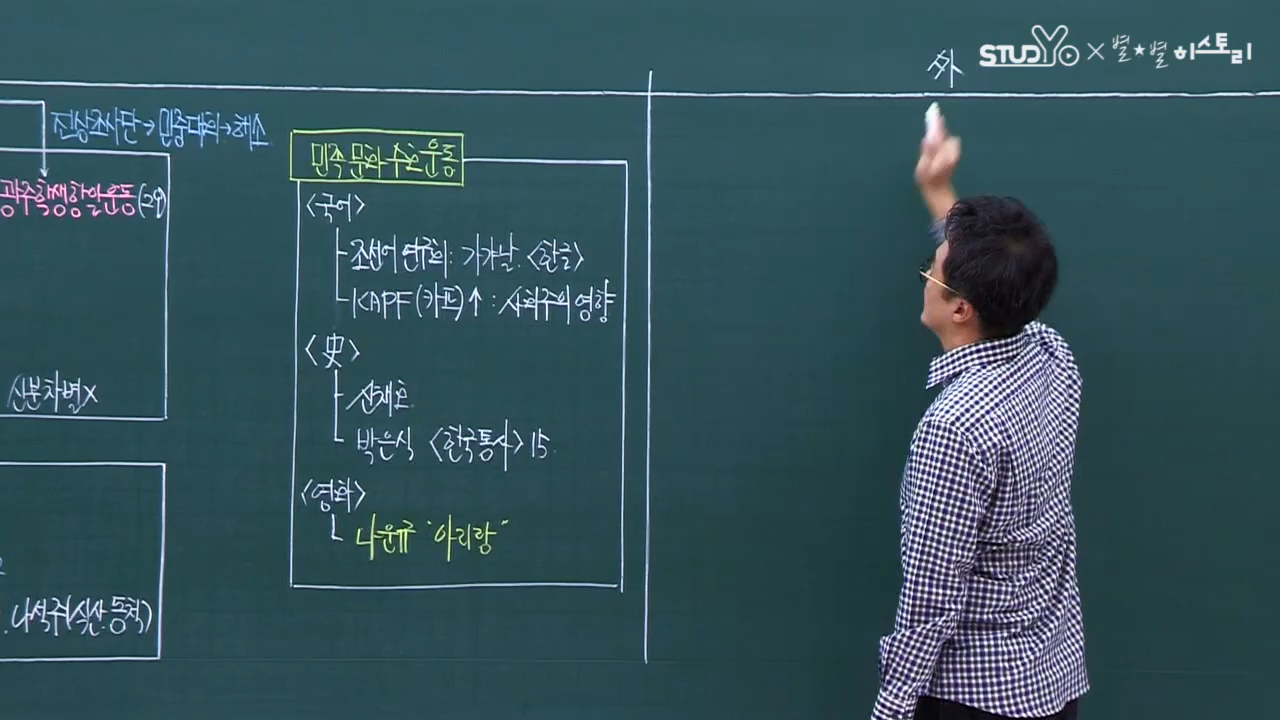 STUDYo × 별★별 히스토리
外
진상조사단→민중대회→해소
광주학생항일운동(29)
신분차별X
나석주(식산.동척)
민족문화수호운동
<국어>
조선어연구회: 가갸날. <한글>
KAPF(카프)↑: 사회주의영향
<史>
신채호.
박은식 <한국통사> 15.
<영화>
나운규 "아리랑"